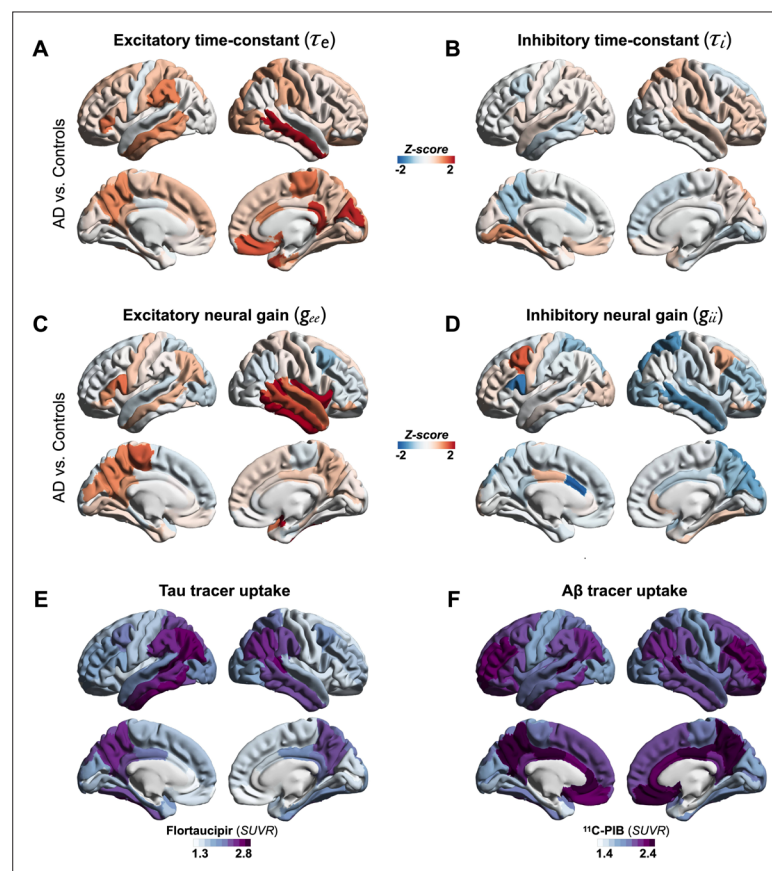 A Excitatory time-constant (τe)
B Inhibitory time-constant (τi)
AD vs. Controls
Z-score
-2 2
C Excitatory neural gain (gee)
D Inhibitory neural gain (gii)
AD vs. Controls
Z-score
-2 2
E Tau tracer uptake
F Aβ tracer uptake
Flortaucipir (SUVR)
1.3 2.8
¹¹C-PIB (SUVR)
1.4 2.4